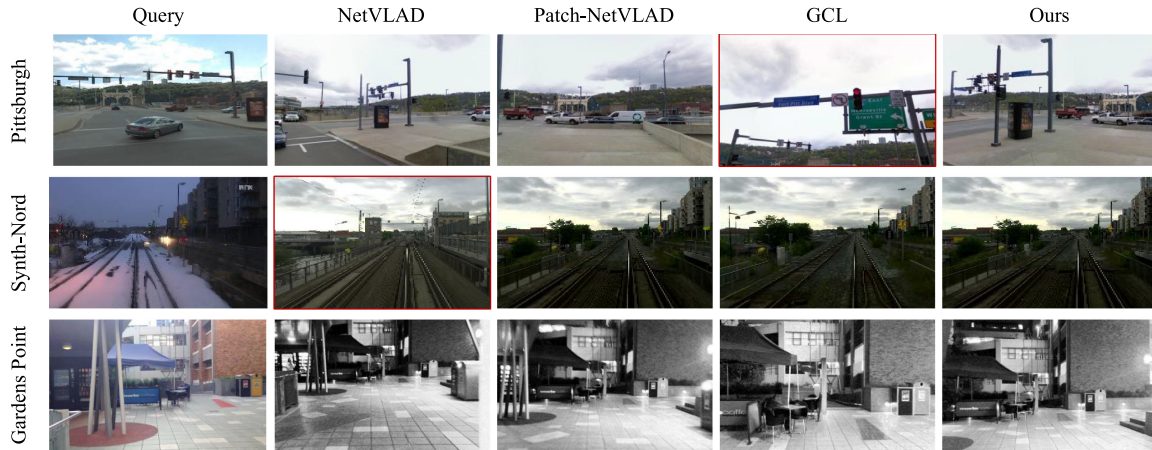 Query NetVLAD Patch-NetVLAD GCL Ours
Pittsburgh
Synth-Nord
Gardens Point